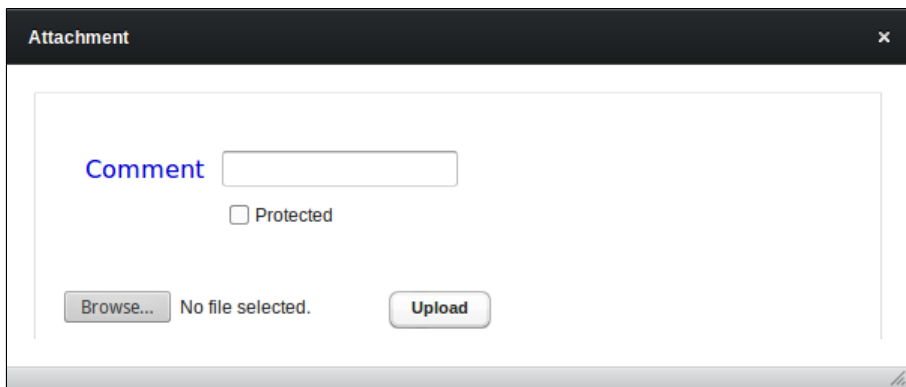 Attachment ×
Comment
Protected
Browse... No file selected. Upload